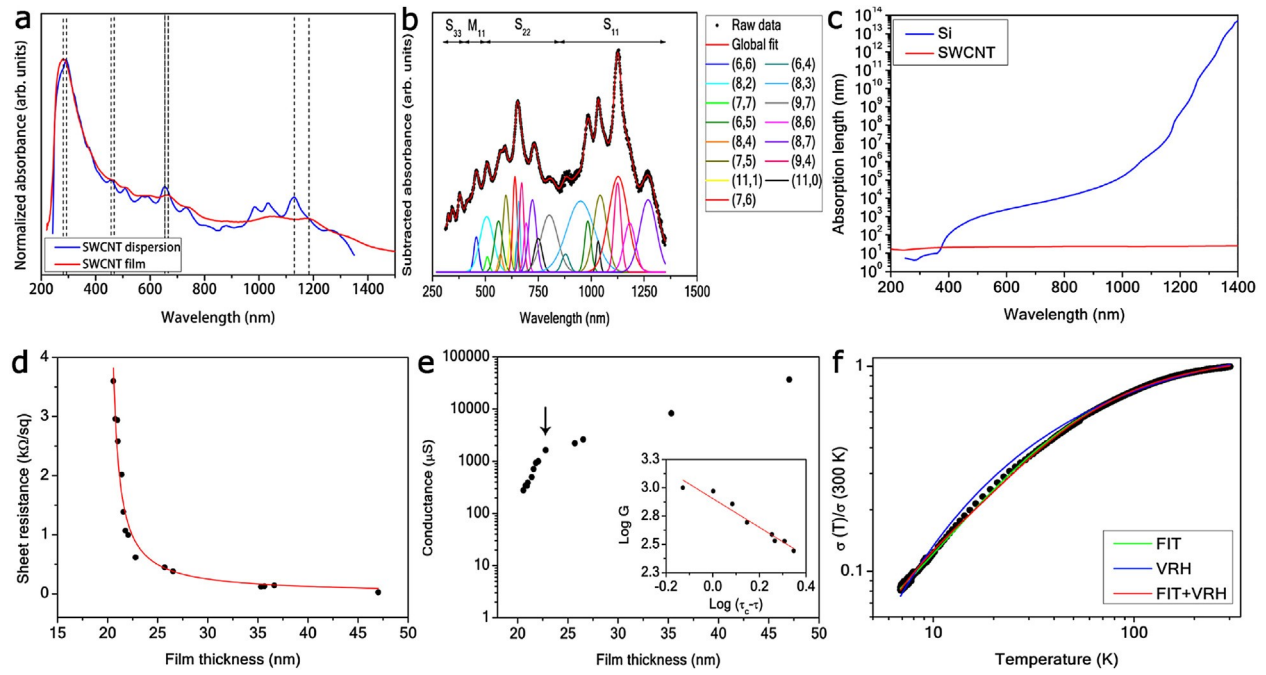 a
Normalized absorbance (arb. units)
SWCNT dispersion
SWCNT film
200 400 600 800 1000 1200 1400
Wavelength (nm)
b
Subtracted absorbance (arb. units)
S33 M11 S22 S11
250 500 750 1000 1250 1500
Wavelength (nm)
Raw data
Global fit
(6,6) (6,4)
(8,2) (8,3)
(7,7) (9,7)
(6,5) (8,6)
(8,4) (8,7)
(7,5) (9,4)
(11,1) (11,0)
(7,6)
c
Absorption length (nm)
10^14
10^13
10^12
10^11
10^10
10^9
10^8
10^7
10^6
10^5
10^4
10^3
10^2
10^1
10^0
Si
SWCNT
200 400 600 800 1000 1200 1400
Wavelength (nm)
d
Sheet resistance (kΩ/sq)
4
3
2
1
0
15 20 25 30 35 40 45 50
Film thickness (nm)
e
Conductance (μS)
100000
10000
1000
100
10
1
20 25 30 35 40 45 50
Film thickness (nm)
Log G
3.3
3.0
2.8
2.5
2.3
-0.2 0.0 0.2 0.4
Log (τc-τ)
f
σ (T)/σ (300 K)
1
0.1
FIT
VRH
FIT+VRH
10 100
Temperature (K)